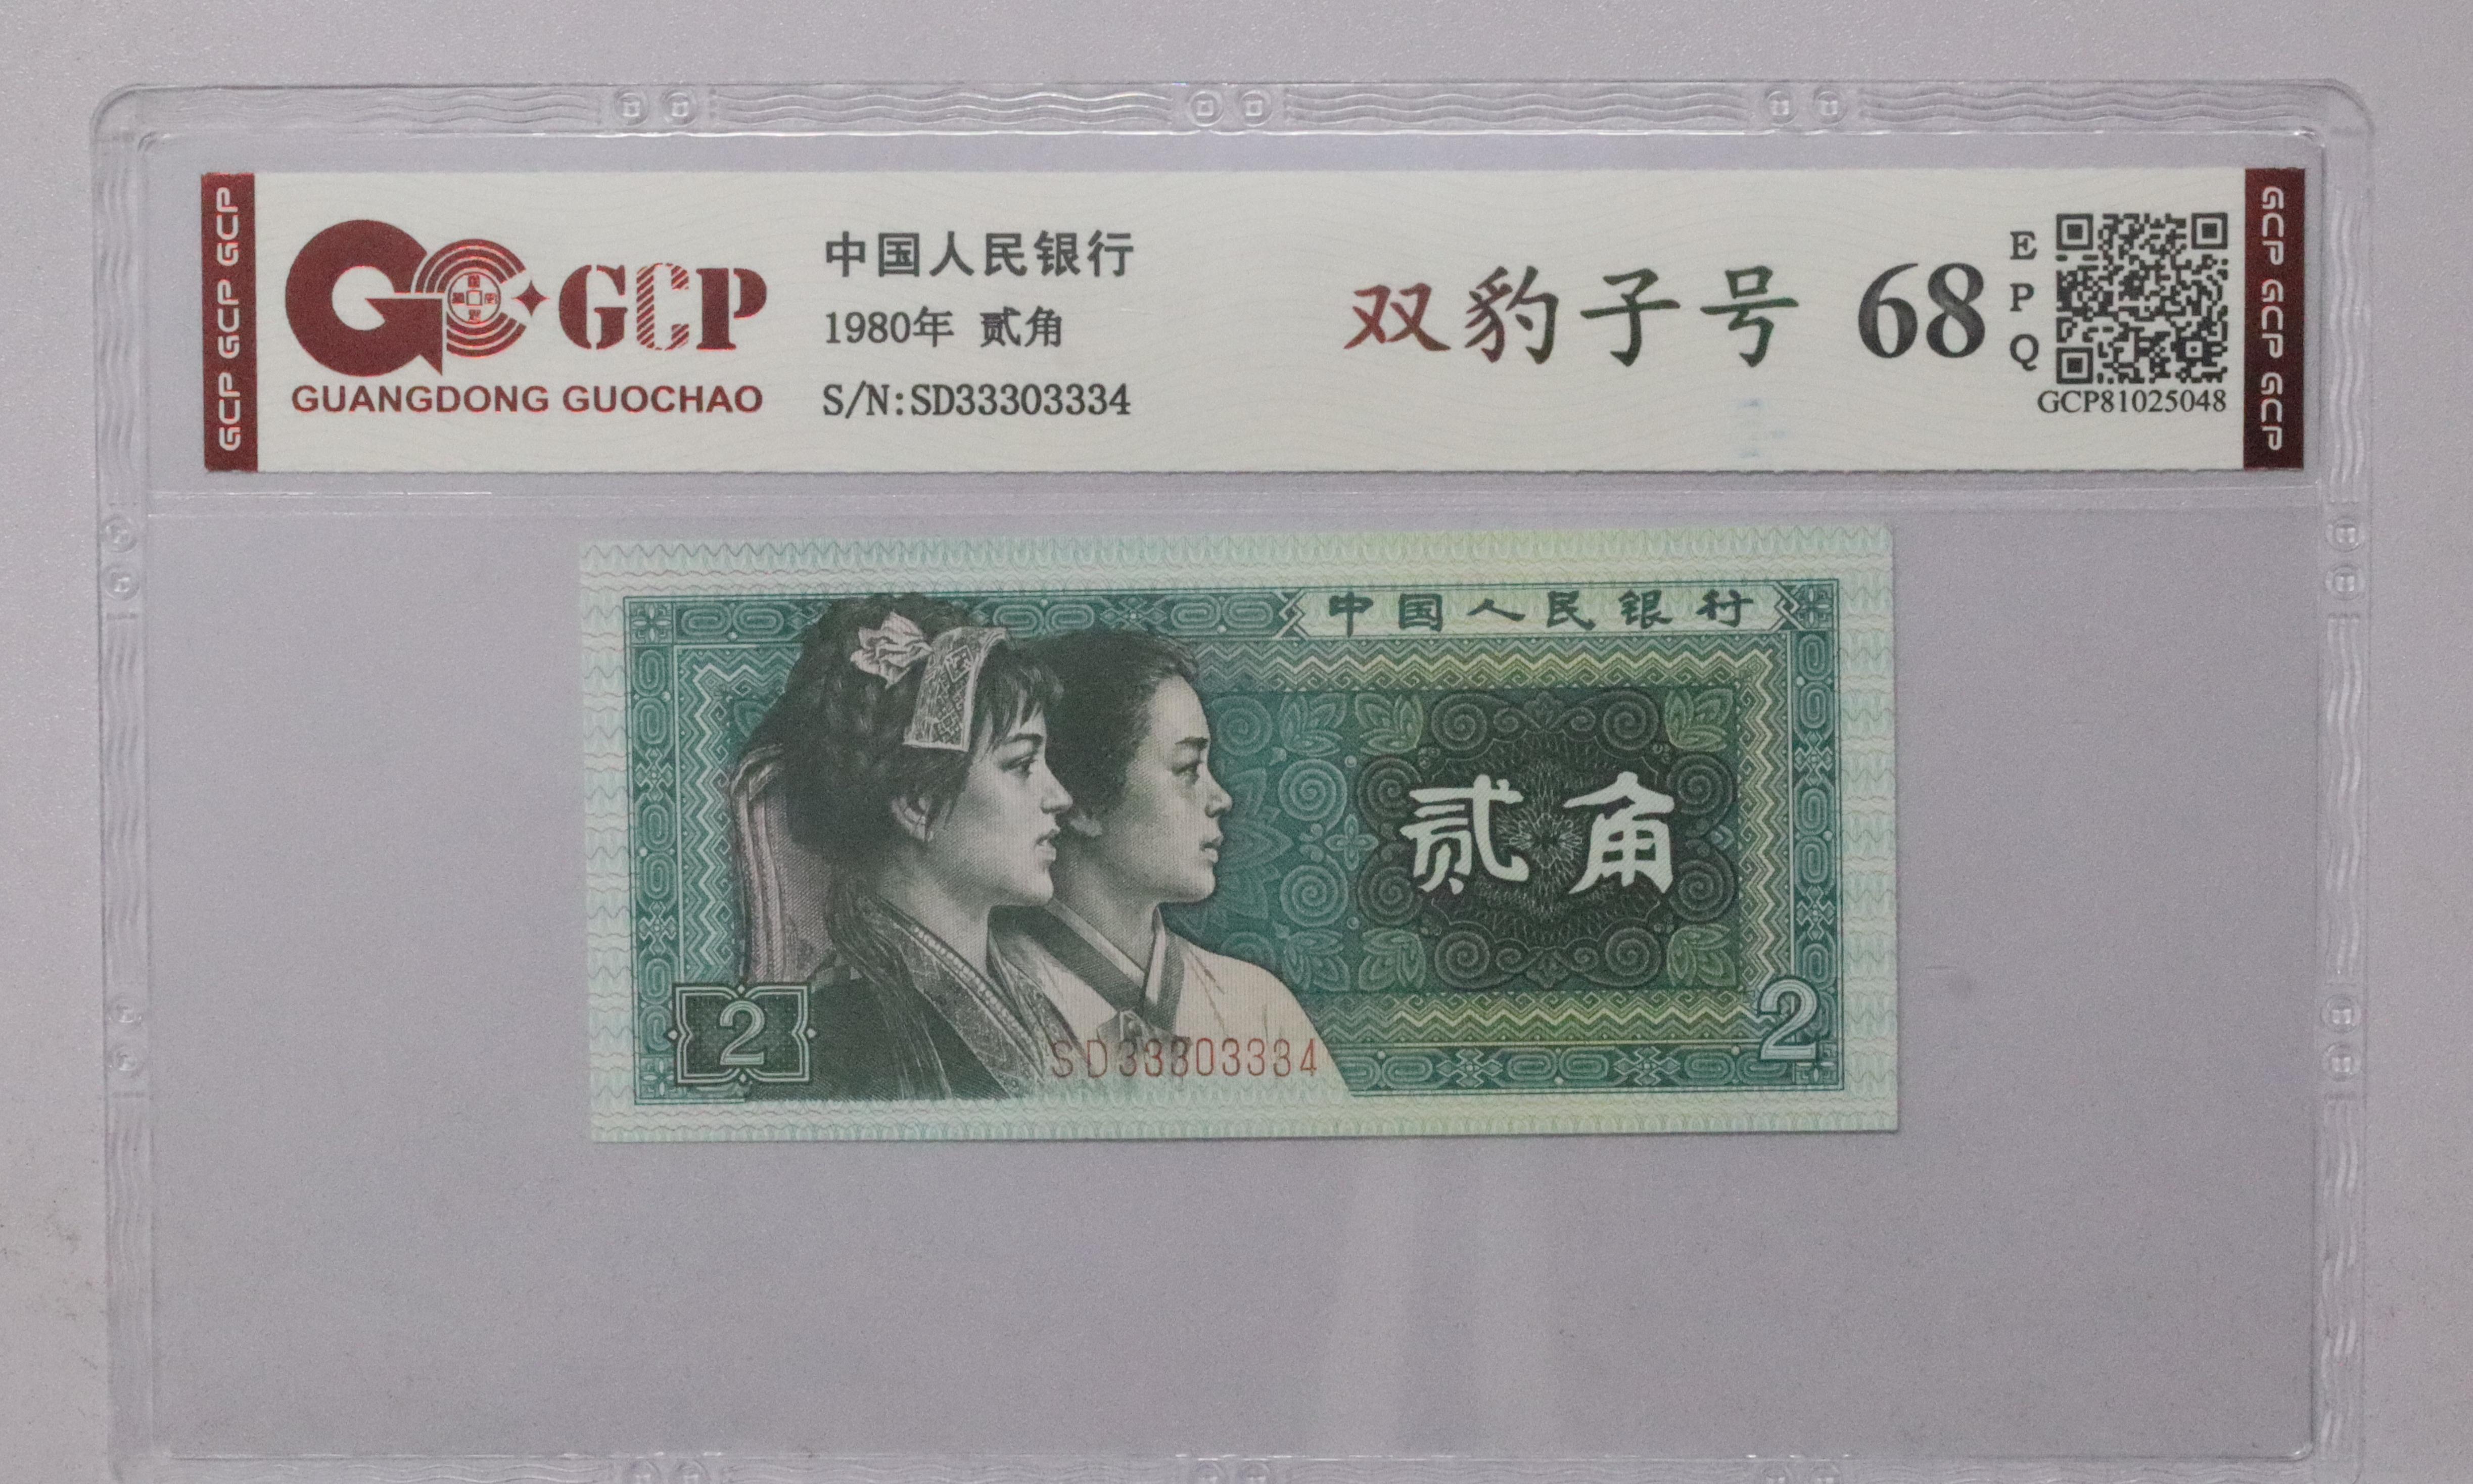 GCP GCP GCP
GCP
GUANGDONG GUOCHAO
中国人民银行
1980年 贰角
S/N:SD33303334
双豹子号 68
EPQ
GCP81025048
GCP GCP GCP
中国人民银行
贰角
2
2
SD33303334